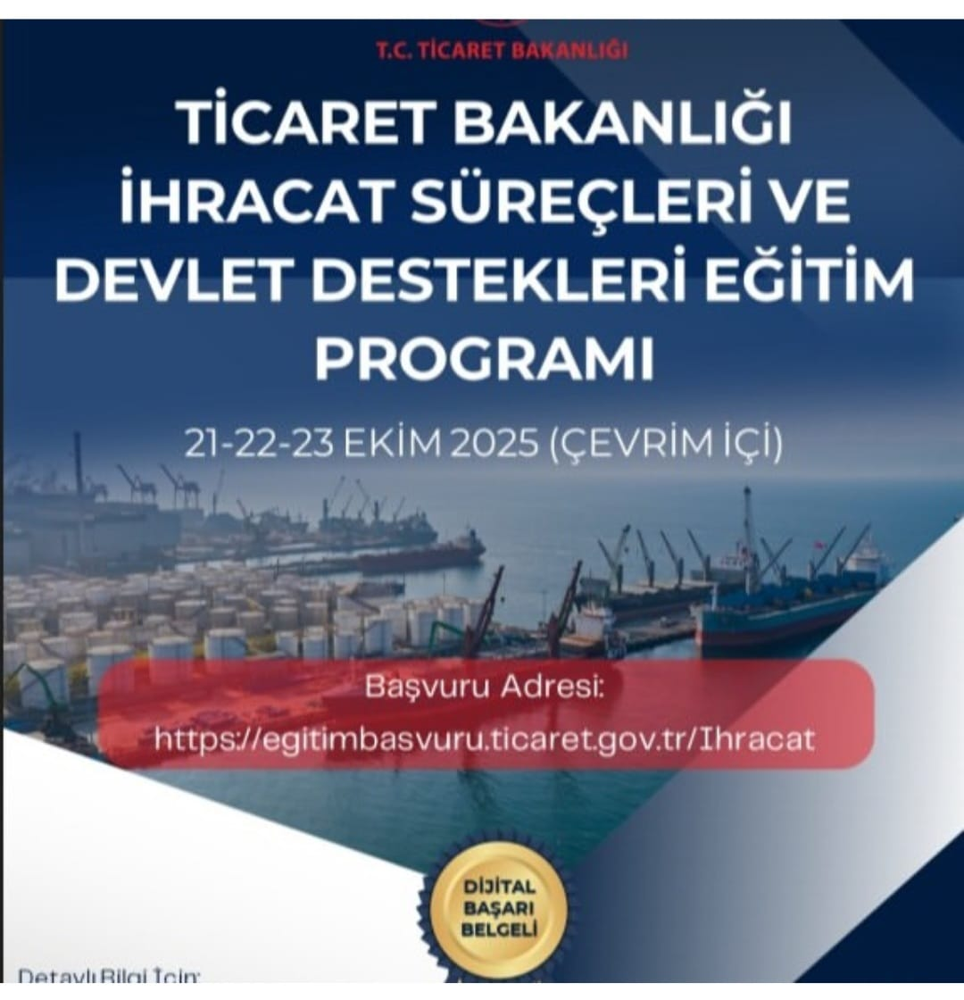 T.C. TİCARET BAKANLIĞI
TİCARET BAKANLIĞI
İHRACAT SÜREÇLERİ VE
DEVLET DESTEKLERİ EĞİTİM
PROGRAMI
21-22-23 EKİM 2025 (ÇEVRİM İÇİ)
Başvuru Adresi:
https://egitimbasvuru.ticaret.gov.tr/Ihracat
DİJİTAL
BAŞARI
BELGELİ
Detaylı Bilgi İçin: